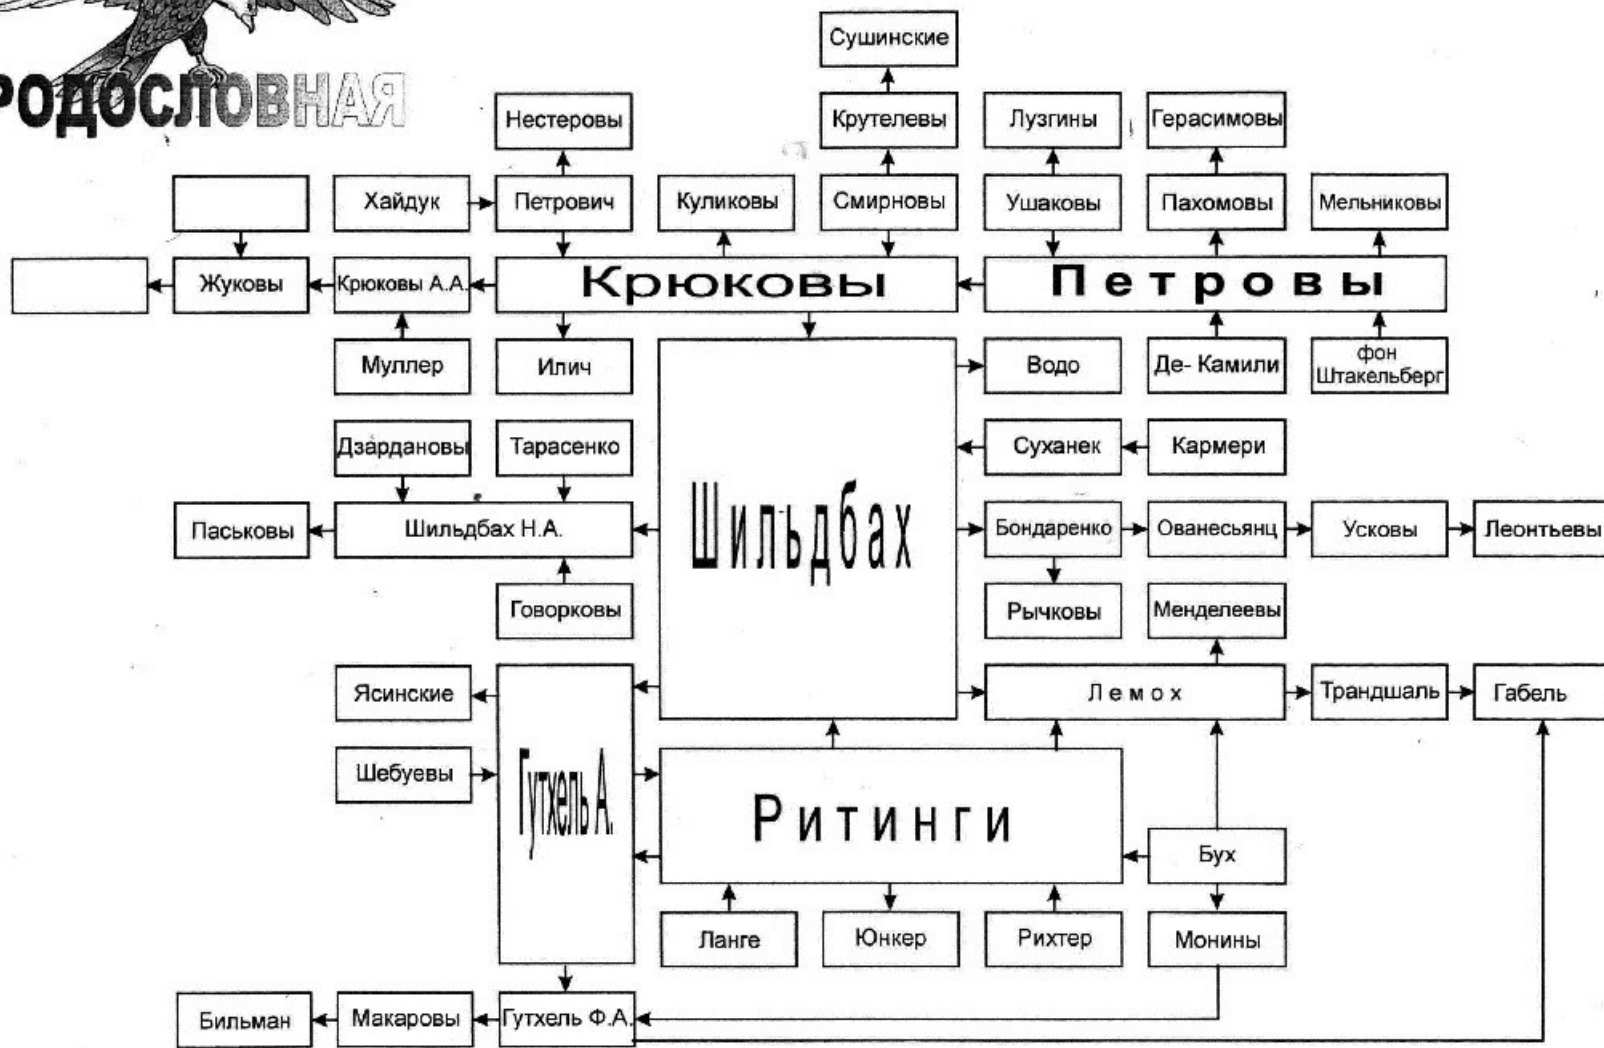 РОДОСЛОВНАЯ
Сушинские
Нестеровы
Крутелевы
Лузгины
Герасимовы
Хайдук
Петрович
Куликовы
Смирновы
Ушаковы
Пахомовы
Мельниковы
Жуковы
Крюковы А.А.
Крюковы
Петровы
Муллер
Илич
Водо
Де- Камили
фон
Штакельберг
Дзардановы
Тарасенко
Суханек
Кармери
Паськовы
Шильдбах Н.А.
Шильдбах
Бондаренко
Ованесьянц
Усковы
Леонтьевы
Говорковы
Рычковы
Менделеевы
Ясинские
Лемох
Трандшаль
Габель
Шебуевы
Гутхель А.
Ритинги
Бух
Ланге
Юнкер
Рихтер
Монины
Бильман
Макаровы
Гутхель Ф.А.